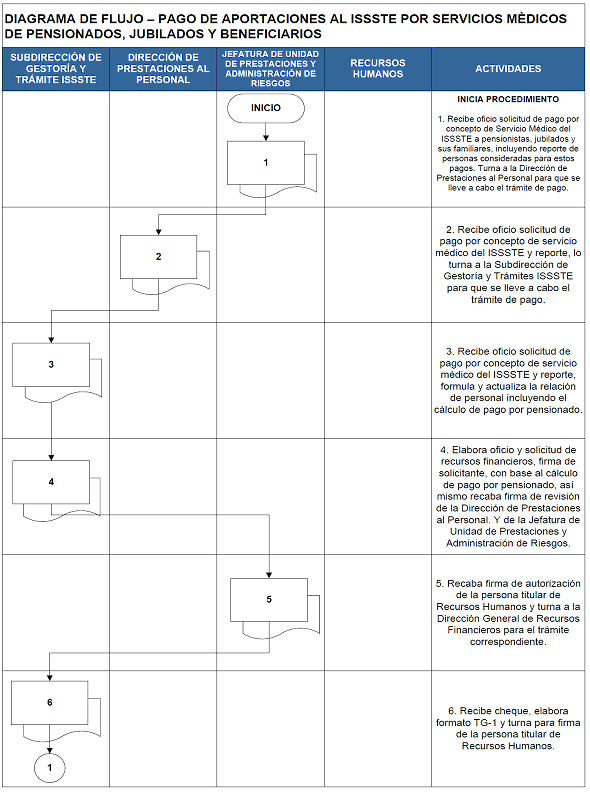 DIAGRAMA DE FLUJO – PAGO DE APORTACIONES AL ISSSTE POR SERVICIOS MÈDICOS
DE PENSIONADOS, JUBILADOS Y BENEFICIARIOS
SUBDIRECCIÓN DE
GESTORÍA Y
TRÁMITE ISSSTE
DIRECCIÓN DE
PRESTACIONES AL
PERSONAL
JEFATURA DE UNIDAD
DE PRESTACIONES Y
ADMINISTRACIÓN DE
RIESGOS
RECURSOS
HUMANOS
ACTIVIDADES
INICIO
1
INICIA PROCEDIMIENTO
1. Recibe oficio solicitud de pago por
concepto de Servicio Médico del
ISSSTE a pensionistas, jubilados y
sus familiares, incluyendo reporte de
personas consideradas para estos
pagos. Turna a la Dirección de
Prestaciones al Personal para que se
lleve a cabo el trámite de pago.
2
2. Recibe oficio solicitud de
pago por concepto de servicio
médico del ISSSTE y reporte, lo
turna a la Subdirección de
Gestoría y Trámites ISSSTE
para que se lleve a cabo el
trámite de pago.
3
3. Recibe oficio solicitud de
pago por concepto de servicio
médico del ISSSTE y reporte,
formula y actualiza la relación
de personal incluyendo el
cálculo de pago por pensionado.
4
4. Elabora oficio y solicitud de
recursos financieros, firma de
solicitante, con base al cálculo
de pago por pensionado, así
mismo recaba firma de revisión
de la Dirección de Prestaciones
al Personal. Y de la Jefatura de
Unidad de Prestaciones y
Administración de Riesgos.
5
5. Recaba firma de autorización
de la persona titular de
Recursos Humanos y turna a la
Dirección General de Recursos
Financieros para el trámite
correspondiente.
6
6. Recibe cheque, elabora
formato TG-1 y turna para firma
de la persona titular de
Recursos Humanos.
1